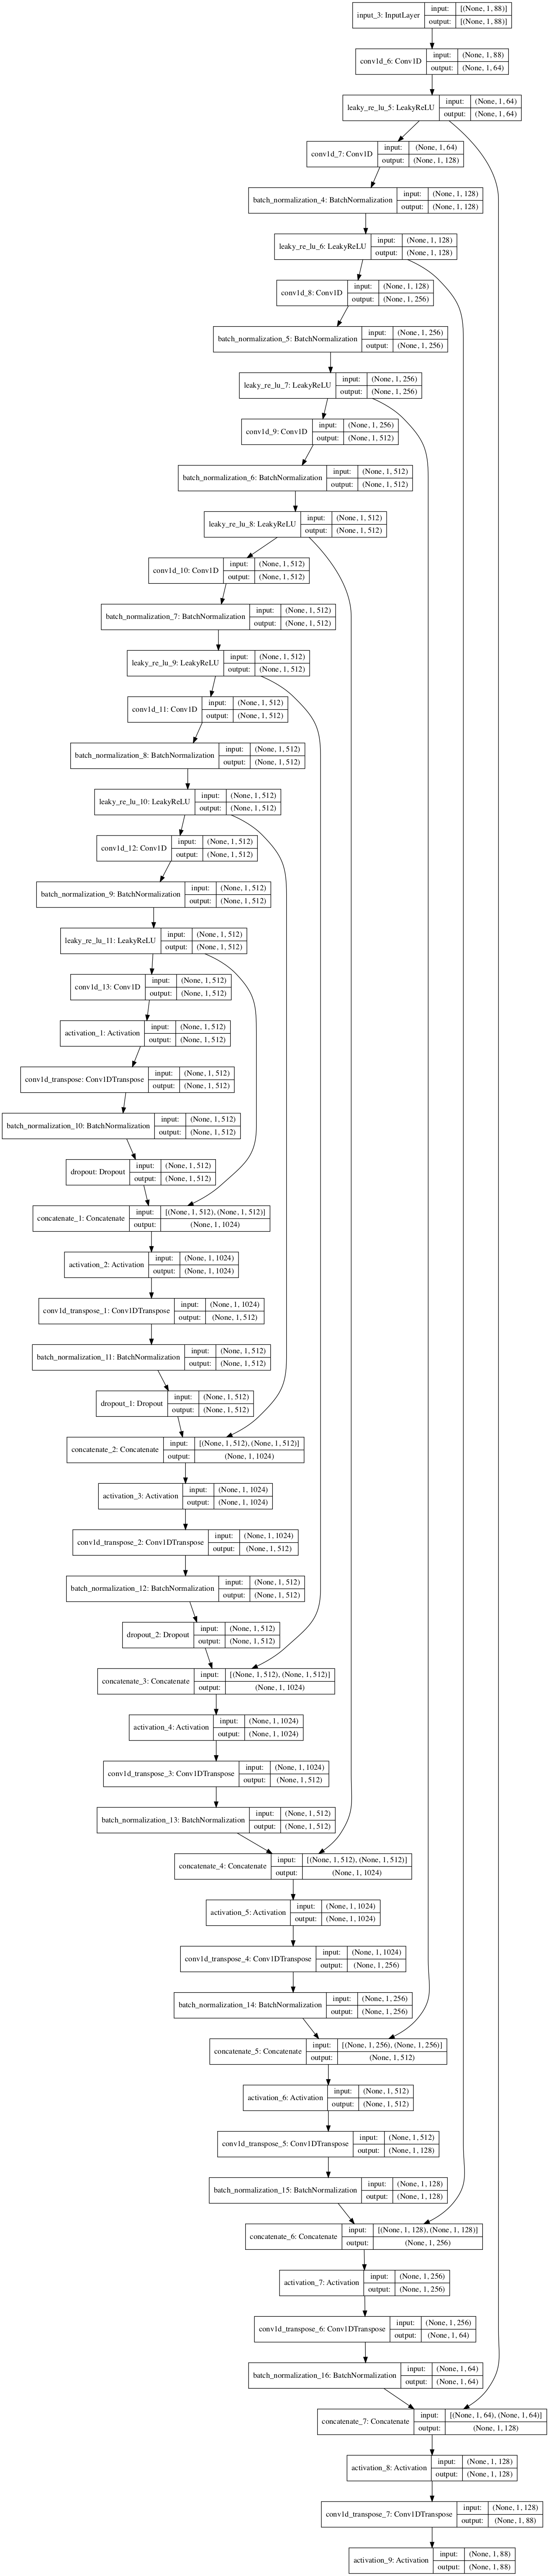 input_3: InputLayer input: [(None, 1, 88)]
output: [(None, 1, 88)]
conv1d_6: Conv1D input: (None, 1, 88)
output: (None, 1, 64)
leaky_re_lu_5: LeakyReLU input: (None, 1, 64)
output: (None, 1, 64)
conv1d_7: Conv1D input: (None, 1, 64)
output: (None, 1, 128)
batch_normalization_4: BatchNormalization input: (None, 1, 128)
output: (None, 1, 128)
leaky_re_lu_6: LeakyReLU input: (None, 1, 128)
output: (None, 1, 128)
conv1d_8: Conv1D input: (None, 1, 128)
output: (None, 1, 256)
batch_normalization_5: BatchNormalization input: (None, 1, 256)
output: (None, 1, 256)
leaky_re_lu_7: LeakyReLU input: (None, 1, 256)
output: (None, 1, 256)
conv1d_9: Conv1D input: (None, 1, 256)
output: (None, 1, 512)
batch_normalization_6: BatchNormalization input: (None, 1, 512)
output: (None, 1, 512)
leaky_re_lu_8: LeakyReLU input: (None, 1, 512)
output: (None, 1, 512)
conv1d_10: Conv1D input: (None, 1, 512)
output: (None, 1, 512)
batch_normalization_7: BatchNormalization input: (None, 1, 512)
output: (None, 1, 512)
leaky_re_lu_9: LeakyReLU input: (None, 1, 512)
output: (None, 1, 512)
conv1d_11: Conv1D input: (None, 1, 512)
output: (None, 1, 512)
batch_normalization_8: BatchNormalization input: (None, 1, 512)
output: (None, 1, 512)
leaky_re_lu_10: LeakyReLU input: (None, 1, 512)
output: (None, 1, 512)
conv1d_12: Conv1D input: (None, 1, 512)
output: (None, 1, 512)
batch_normalization_9: BatchNormalization input: (None, 1, 512)
output: (None, 1, 512)
leaky_re_lu_11: LeakyReLU input: (None, 1, 512)
output: (None, 1, 512)
conv1d_13: Conv1D input: (None, 1, 512)
output: (None, 1, 512)
activation_1: Activation input: (None, 1, 512)
output: (None, 1, 512)
conv1d_transpose: Conv1DTranspose input: (None, 1, 512)
output: (None, 1, 512)
batch_normalization_10: BatchNormalization input: (None, 1, 512)
output: (None, 1, 512)
dropout: Dropout input: (None, 1, 512)
output: (None, 1, 512)
concatenate_1: Concatenate input: [(None, 1, 512), (None, 1, 512)]
output: (None, 1, 1024)
activation_2: Activation input: (None, 1, 1024)
output: (None, 1, 1024)
conv1d_transpose_1: Conv1DTranspose input: (None, 1, 1024)
output: (None, 1, 512)
batch_normalization_11: BatchNormalization input: (None, 1, 512)
output: (None, 1, 512)
dropout_1: Dropout input: (None, 1, 512)
output: (None, 1, 512)
concatenate_2: Concatenate input: [(None, 1, 512), (None, 1, 512)]
output: (None, 1, 1024)
activation_3: Activation input: (None, 1, 1024)
output: (None, 1, 1024)
conv1d_transpose_2: Conv1DTranspose input: (None, 1, 1024)
output: (None, 1, 512)
batch_normalization_12: BatchNormalization input: (None, 1, 512)
output: (None, 1, 512)
dropout_2: Dropout input: (None, 1, 512)
output: (None, 1, 512)
concatenate_3: Concatenate input: [(None, 1, 512), (None, 1, 512)]
output: (None, 1, 1024)
activation_4: Activation input: (None, 1, 1024)
output: (None, 1, 1024)
conv1d_transpose_3: Conv1DTranspose input: (None, 1, 1024)
output: (None, 1, 512)
batch_normalization_13: BatchNormalization input: (None, 1, 512)
output: (None, 1, 512)
concatenate_4: Concatenate input: [(None, 1, 512), (None, 1, 512)]
output: (None, 1, 1024)
activation_5: Activation input: (None, 1, 1024)
output: (None, 1, 1024)
conv1d_transpose_4: Conv1DTranspose input: (None, 1, 1024)
output: (None, 1, 256)
batch_normalization_14: BatchNormalization input: (None, 1, 256)
output: (None, 1, 256)
concatenate_5: Concatenate input: [(None, 1, 256), (None, 1, 256)]
output: (None, 1, 512)
activation_6: Activation input: (None, 1, 512)
output: (None, 1, 512)
conv1d_transpose_5: Conv1DTranspose input: (None, 1, 512)
output: (None, 1, 128)
batch_normalization_15: BatchNormalization input: (None, 1, 128)
output: (None, 1, 128)
concatenate_6: Concatenate input: [(None, 1, 128), (None, 1, 128)]
output: (None, 1, 256)
activation_7: Activation input: (None, 1, 256)
output: (None, 1, 256)
conv1d_transpose_6: Conv1DTranspose input: (None, 1, 256)
output: (None, 1, 64)
batch_normalization_16: BatchNormalization input: (None, 1, 64)
output: (None, 1, 64)
concatenate_7: Concatenate input: [(None, 1, 64), (None, 1, 64)]
output: (None, 1, 128)
activation_8: Activation input: (None, 1, 128)
output: (None, 1, 128)
conv1d_transpose_7: Conv1DTranspose input: (None, 1, 128)
output: (None, 1, 88)
activation_9: Activation input: (None, 1, 88)
output: (None, 1, 88)